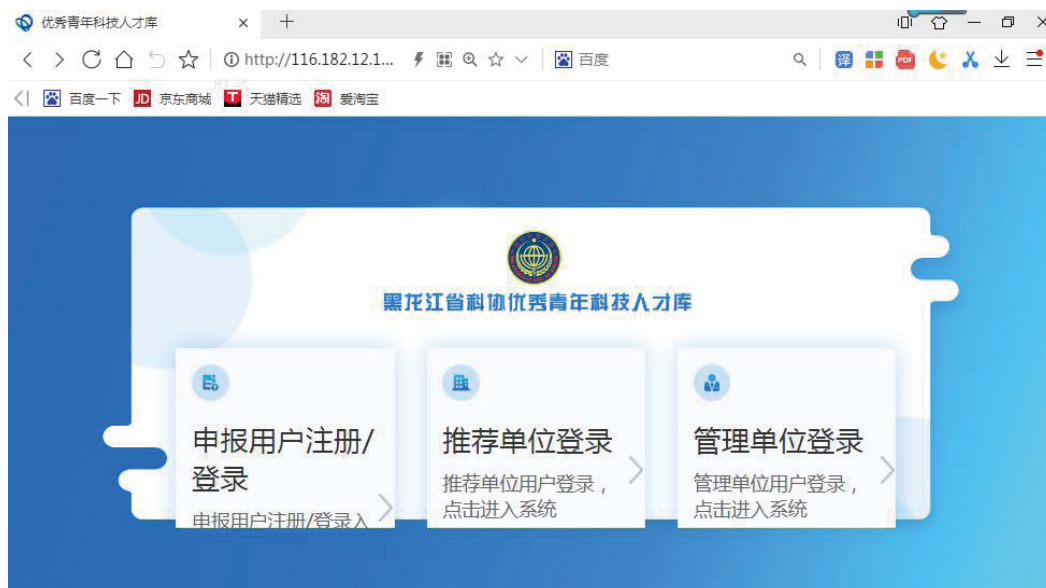 优秀青年科技人才库
http://116.182.12.1...
百度
译
PDF
百度一下
JD 京东商城
T 天猫精选
淘 爱淘宝
黑龙江省科协优秀青年科技人才库
申报用户注册/
登录
申报用户注册/登录入
推荐单位登录
推荐单位用户登录，
点击进入系统
管理单位登录
管理单位用户登录，
点击进入系统